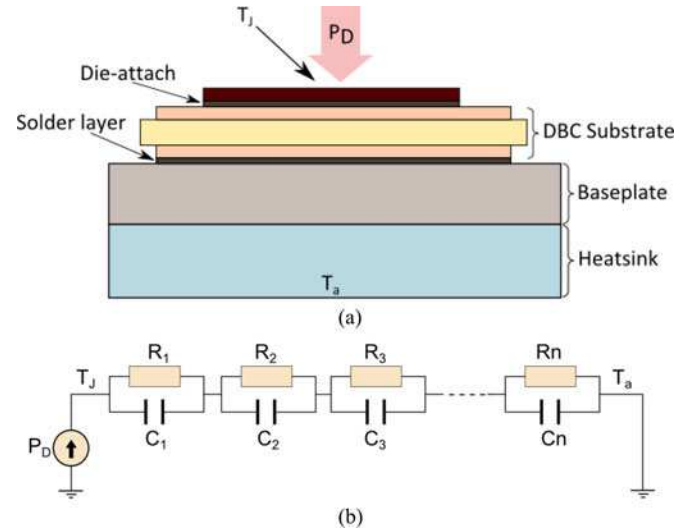 T_J
P_D
Die-attach
Solder layer
DBC Substrate
Baseplate
Heatsink
T_a
(a)
T_J R_1 R_2 R_3 Rn T_a
P_D C_1 C_2 C_3 Cn
(b)